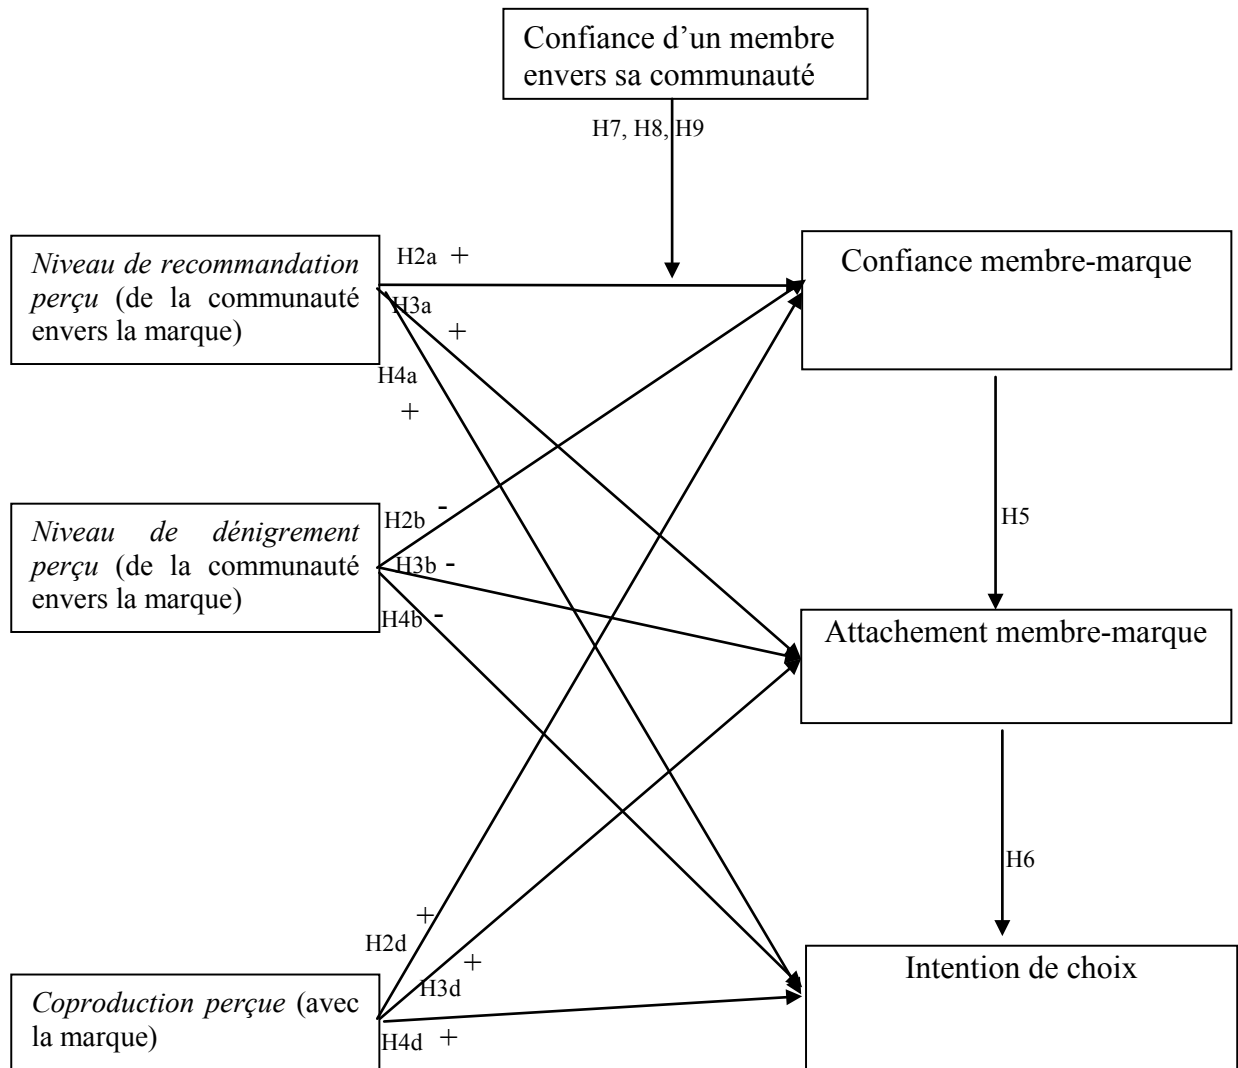 Confiance d’un membre
envers sa communauté
H7, H8, H9
Niveau de recommandation
perçu (de la communauté
envers la marque)
H2a +
H3a
+
H4a
+
Confiance membre-marque
Niveau de dénigrement
perçu (de la communauté
envers la marque)
H2b -
H3b -
H4b -
H5
Attachement membre-marque
H6
+
H2d
+
H3d
H4d +
Coproduction perçue (avec
la marque)
Intention de choix